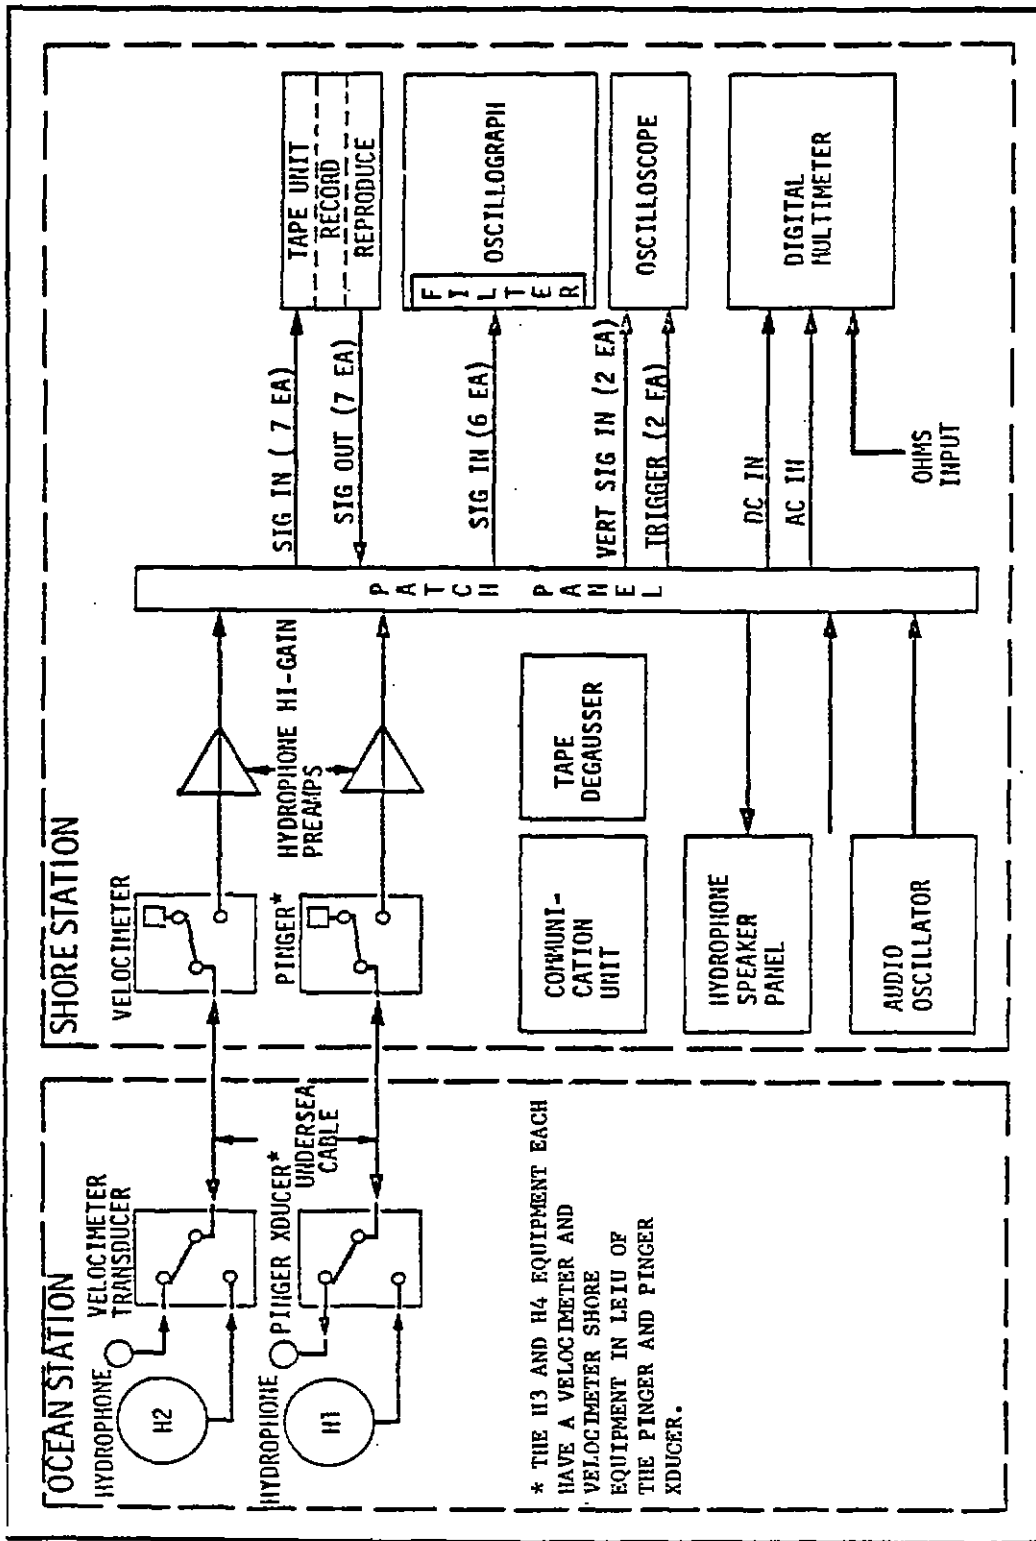 OCEAN STATION
HYDROPHONE
H2
VELOCIMETER
TRANSDUCER
HYDROPHONE
H1
PINGER XDUCER*
UNDERSEA
CABLE
* THE H3 AND H4 EQUIPMENT EACH
HAVE A VELOCIMETER AND
VELOCIMETER SHORE
EQUIPMENT IN LEIU OF
THE PINGER AND PINGER
XDUCER.
SHORE STATION
VELOCIMETER
PINGER*
HYDROPHONE HI-GAIN
PREAMPS
COMMUNI-
CATION
UNIT
TAPE
DEGAUSSER
HYDROPHONE
SPEAKER
PANEL
AUDIO
OSCILLATOR
PATCH PANEL
SIG IN ( 7 EA)
SIG OUT (7 EA)
SIG IN (6 EA)
VERT SIG IN (2 EA)
TRIGGER (2 EA)
DC IN
AC IN
OHMS
INPUT
TAPE UNIT
RECORD
REPRODUCE
FILTER
OSCILLOGRAPH
OSCILLOSCOPE
DIGITAL
MULTIMETER